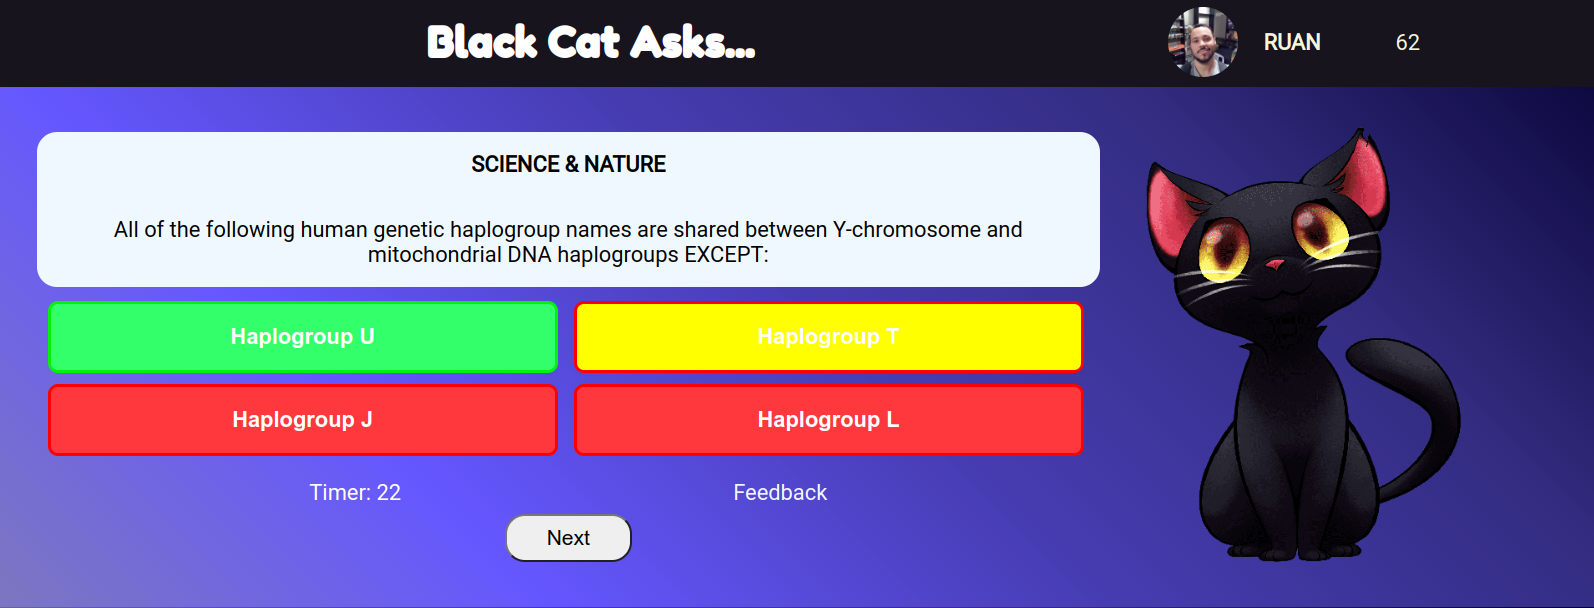 Black Cat Asks...
RUAN
62
SCIENCE & NATURE
All of the following human genetic haplogroup names are shared between Y-chromosome and
mitochondrial DNA haplogroups EXCEPT:
Haplogroup U
Haplogroup T
Haplogroup J
Haplogroup L
Timer: 22
Feedback
Next